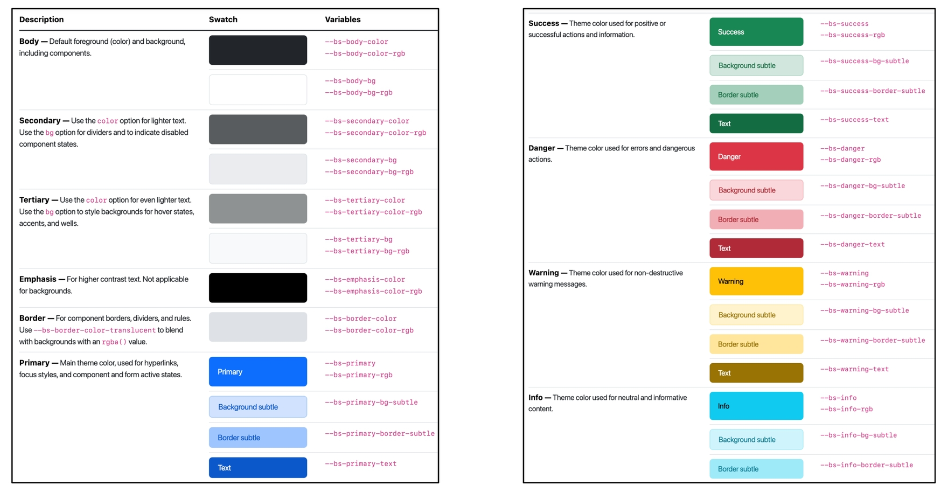 Description Swatch Variables
Body — Default foreground (color) and background,
including components.
--bs-body-color
--bs-body-color-rgb
--bs-body-bg
--bs-body-bg-rgb
Secondary — Use the color option for lighter text.
Use the bg option for dividers and to indicate disabled
component states.
--bs-secondary-color
--bs-secondary-color-rgb
--bs-secondary-bg
--bs-secondary-bg-rgb
Tertiary — Use the color option for even lighter text.
Use the bg option to style backgrounds for hover states,
accents, and wells.
--bs-tertiary-color
--bs-tertiary-color-rgb
--bs-tertiary-bg
--bs-tertiary-bg-rgb
Emphasis — For higher contrast text. Not applicable
for backgrounds.
--bs-emphasis-color
--bs-emphasis-color-rgb
Border — For component borders, dividers, and rules.
Use --bs-border-color-translucent to blend
with backgrounds with an rgba() value.
--bs-border-color
--bs-border-color-rgb
Primary — Main theme color, used for hyperlinks,
focus styles, and component and form active states.
Primary
--bs-primary
--bs-primary-rgb
Background subtle
--bs-primary-bg-subtle
Border subtle
--bs-primary-border-subtle
Text
--bs-primary-text
Success — Theme color used for positive or
successful actions and information.
Success
--bs-success
--bs-success-rgb
Background subtle
--bs-success-bg-subtle
Border subtle
--bs-success-border-subtle
Text
--bs-success-text
Danger — Theme color used for errors and dangerous
actions.
Danger
--bs-danger
--bs-danger-rgb
Background subtle
--bs-danger-bg-subtle
Border subtle
--bs-danger-border-subtle
Text
--bs-danger-text
Warning — Theme color used for non-destructive
warning messages.
Warning
--bs-warning
--bs-warning-rgb
Background subtle
--bs-warning-bg-subtle
Border subtle
--bs-warning-border-subtle
Text
--bs-warning-text
Info — Theme color used for neutral and informative
content.
Info
--bs-info
--bs-info-rgb
Background subtle
--bs-info-bg-subtle
Border subtle
--bs-info-border-subtle